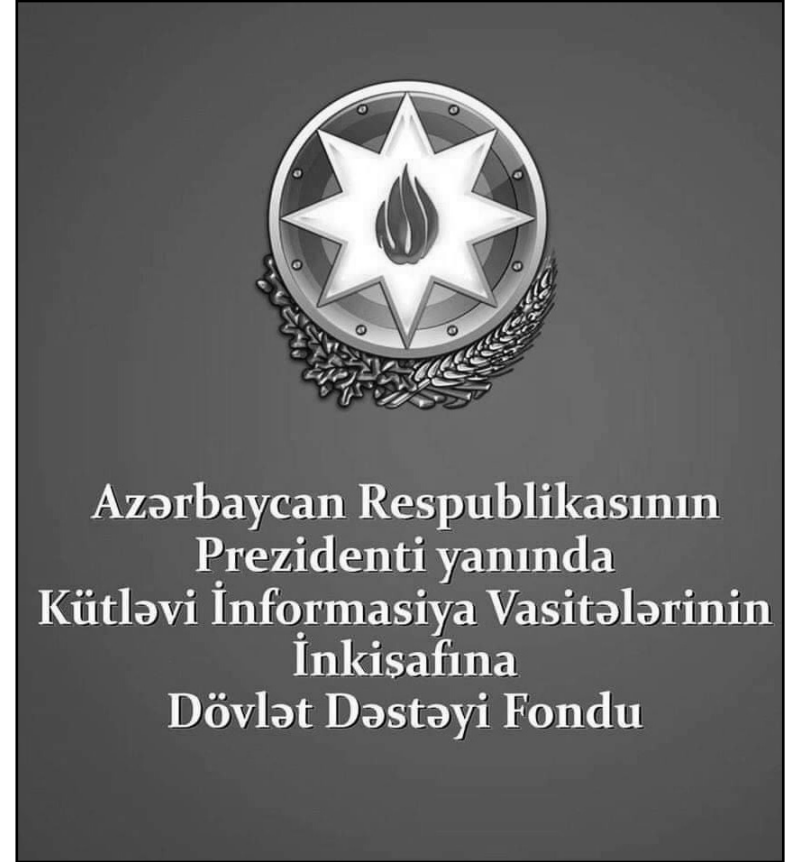 Azərbaycan Respublikasının
Prezidenti yanında
Kütləvi İnformasiya Vasitələrinin
İnkişafına
Dövlət Dəstəyi Fondu